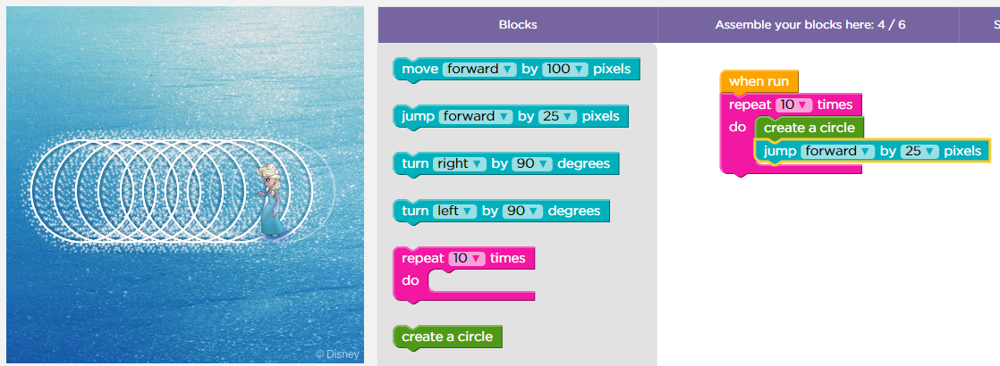 Blocks
Assemble your blocks here: 4 / 6
S
move forward ▼ by 100 ▼ pixels
jump forward ▼ by 25 ▼ pixels
turn right ▼ by 90 ▼ degrees
turn left ▼ by 90 ▼ degrees
repeat 10 ▼ times
do
create a circle
when run
repeat 10 ▼ times
do
create a circle
jump forward ▼ by 25 ▼ pixels
© Disney